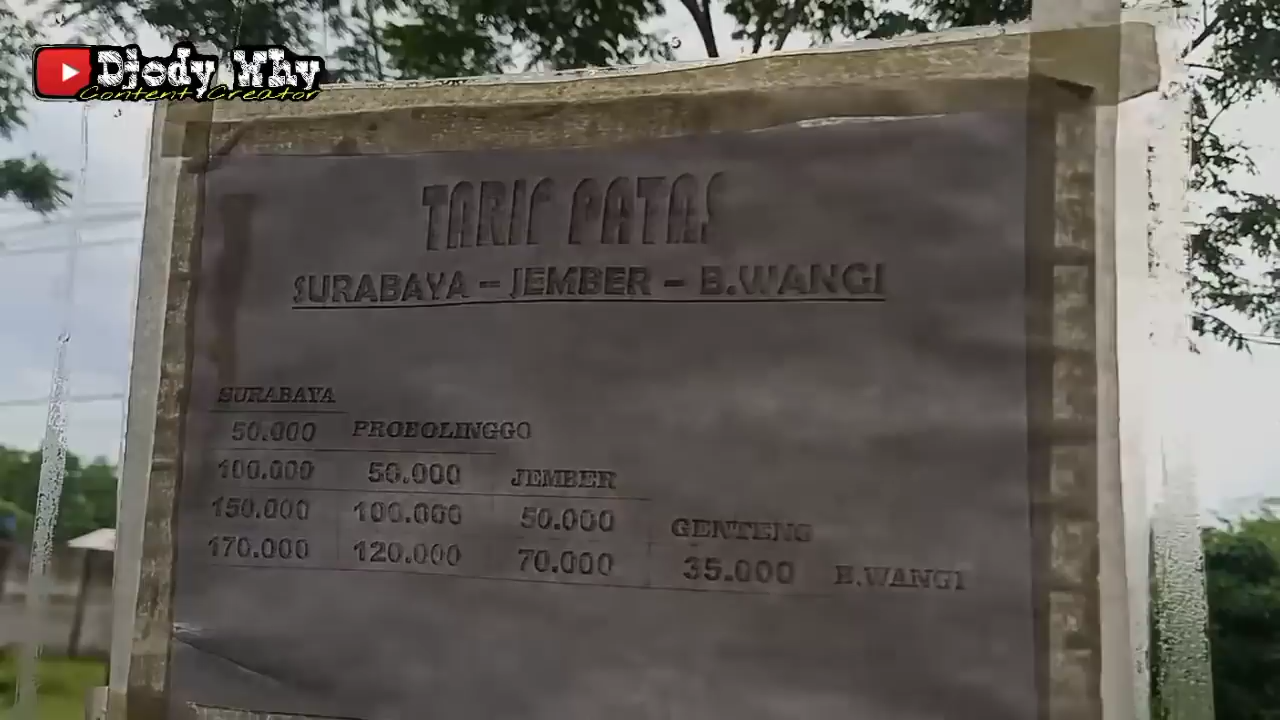 Djody Why
Content Creator
TARIF PATAS
SURABAYA – JEMBER – B.WANGI
SURABAYA
50.000 PROBOLINGGO
100.000 50.000 JEMBER
150.000 100.000 50.000 GENTENG
170.000 120.000 70.000 35.000 B.WANGI